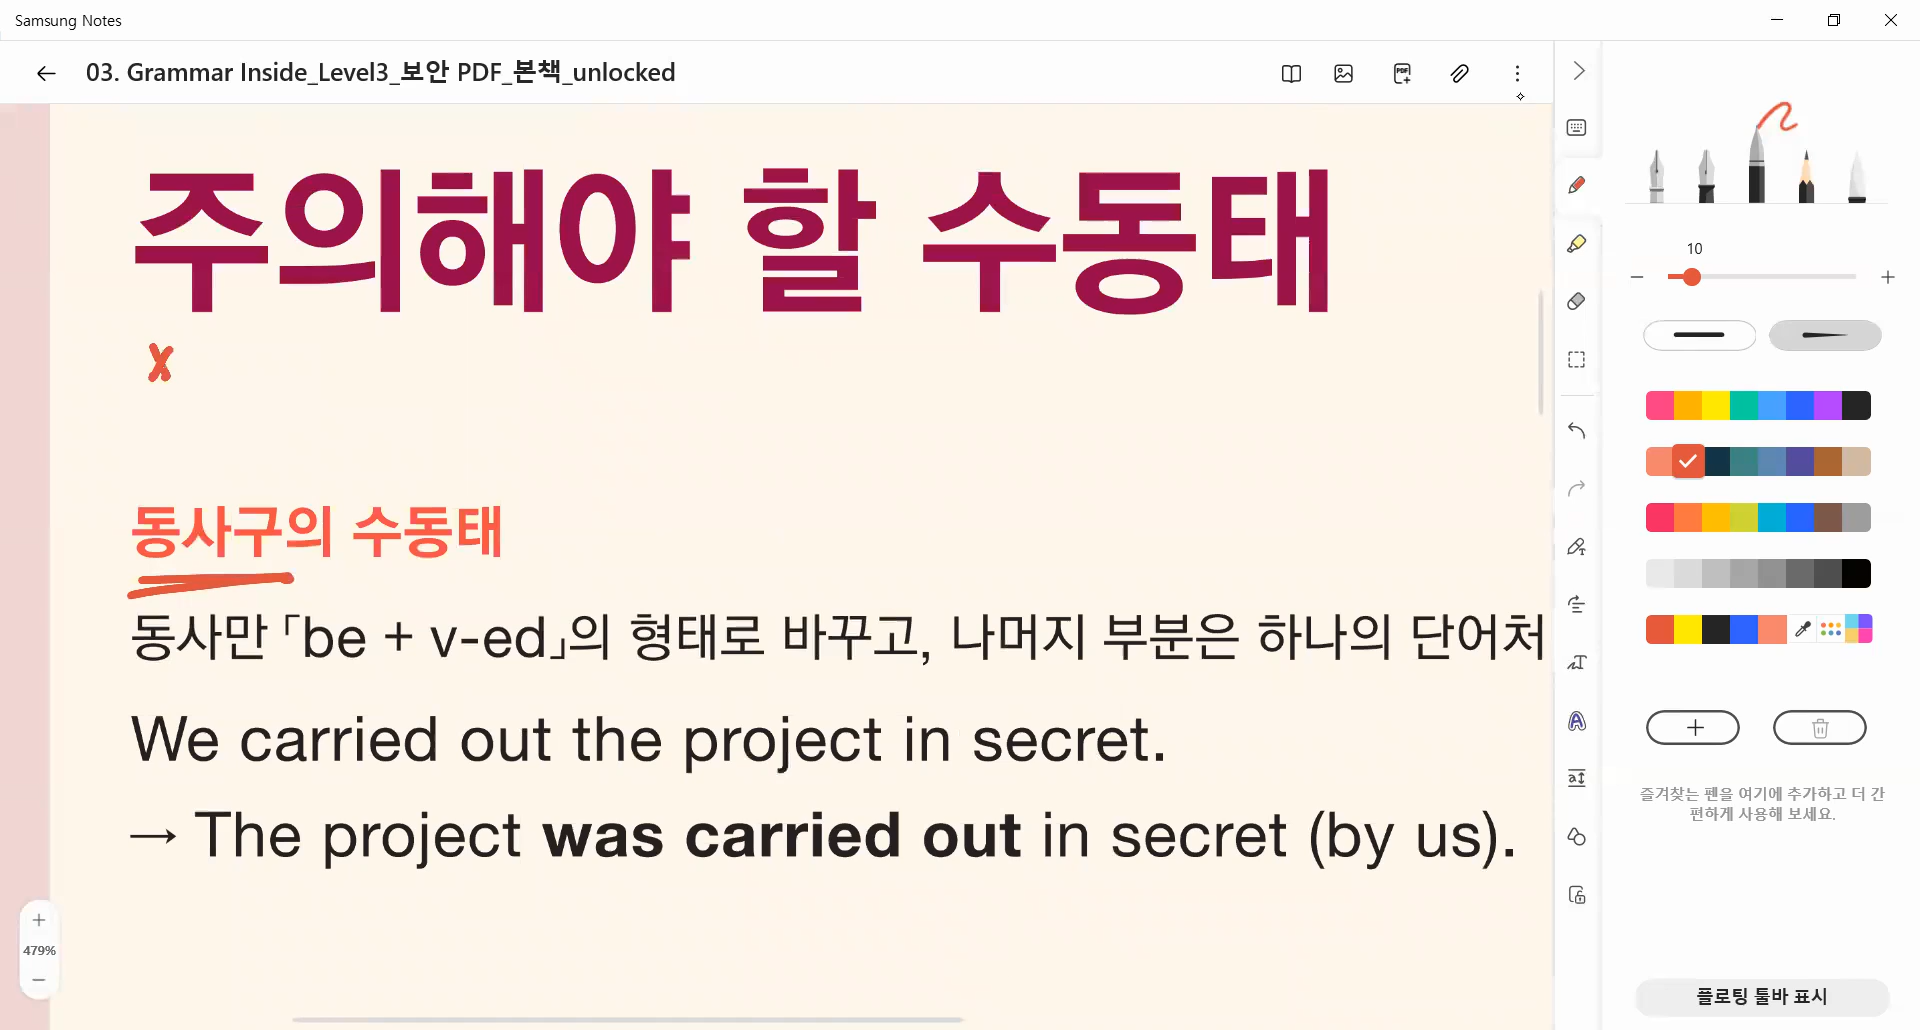 Samsung Notes
03. Grammar Inside_Level3_보안 PDF_본책_unlocked
PDF
주의해야 할 수동태
X
동사구의 수동태
동사만 「be + v-ed」의 형태로 바꾸고, 나머지 부분은 하나의 단어처
We carried out the project in secret.
→ The project was carried out in secret (by us).
479%
10
즐겨찾는 펜을 여기에 추가하고 더 간
편하게 사용해 보세요.
플로팅 툴바 표시